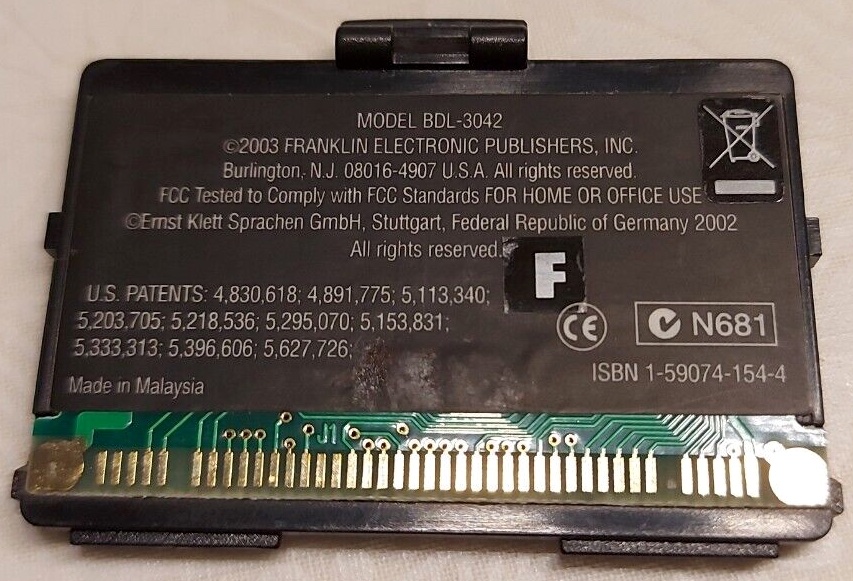 MODEL BDL-3042
©2003 FRANKLIN ELECTRONIC PUBLISHERS, INC.
Burlington, N.J. 08016-4907 U.S.A. All rights reserved.
FCC Tested to Comply with FCC Standards FOR HOME OR OFFICE USE
©Ernst Klett Sprachen GmbH, Stuttgart, Federal Republic of Germany 2002
All rights reserved.
F
U.S. PATENTS: 4,830,618; 4,891,775; 5,113,340;
5,203,705; 5,218,536; 5,295,070; 5,153,831;
5,333,313; 5,396,606; 5,627,726;
CE
N681
ISBN 1-59074-154-4
Made in Malaysia
J1